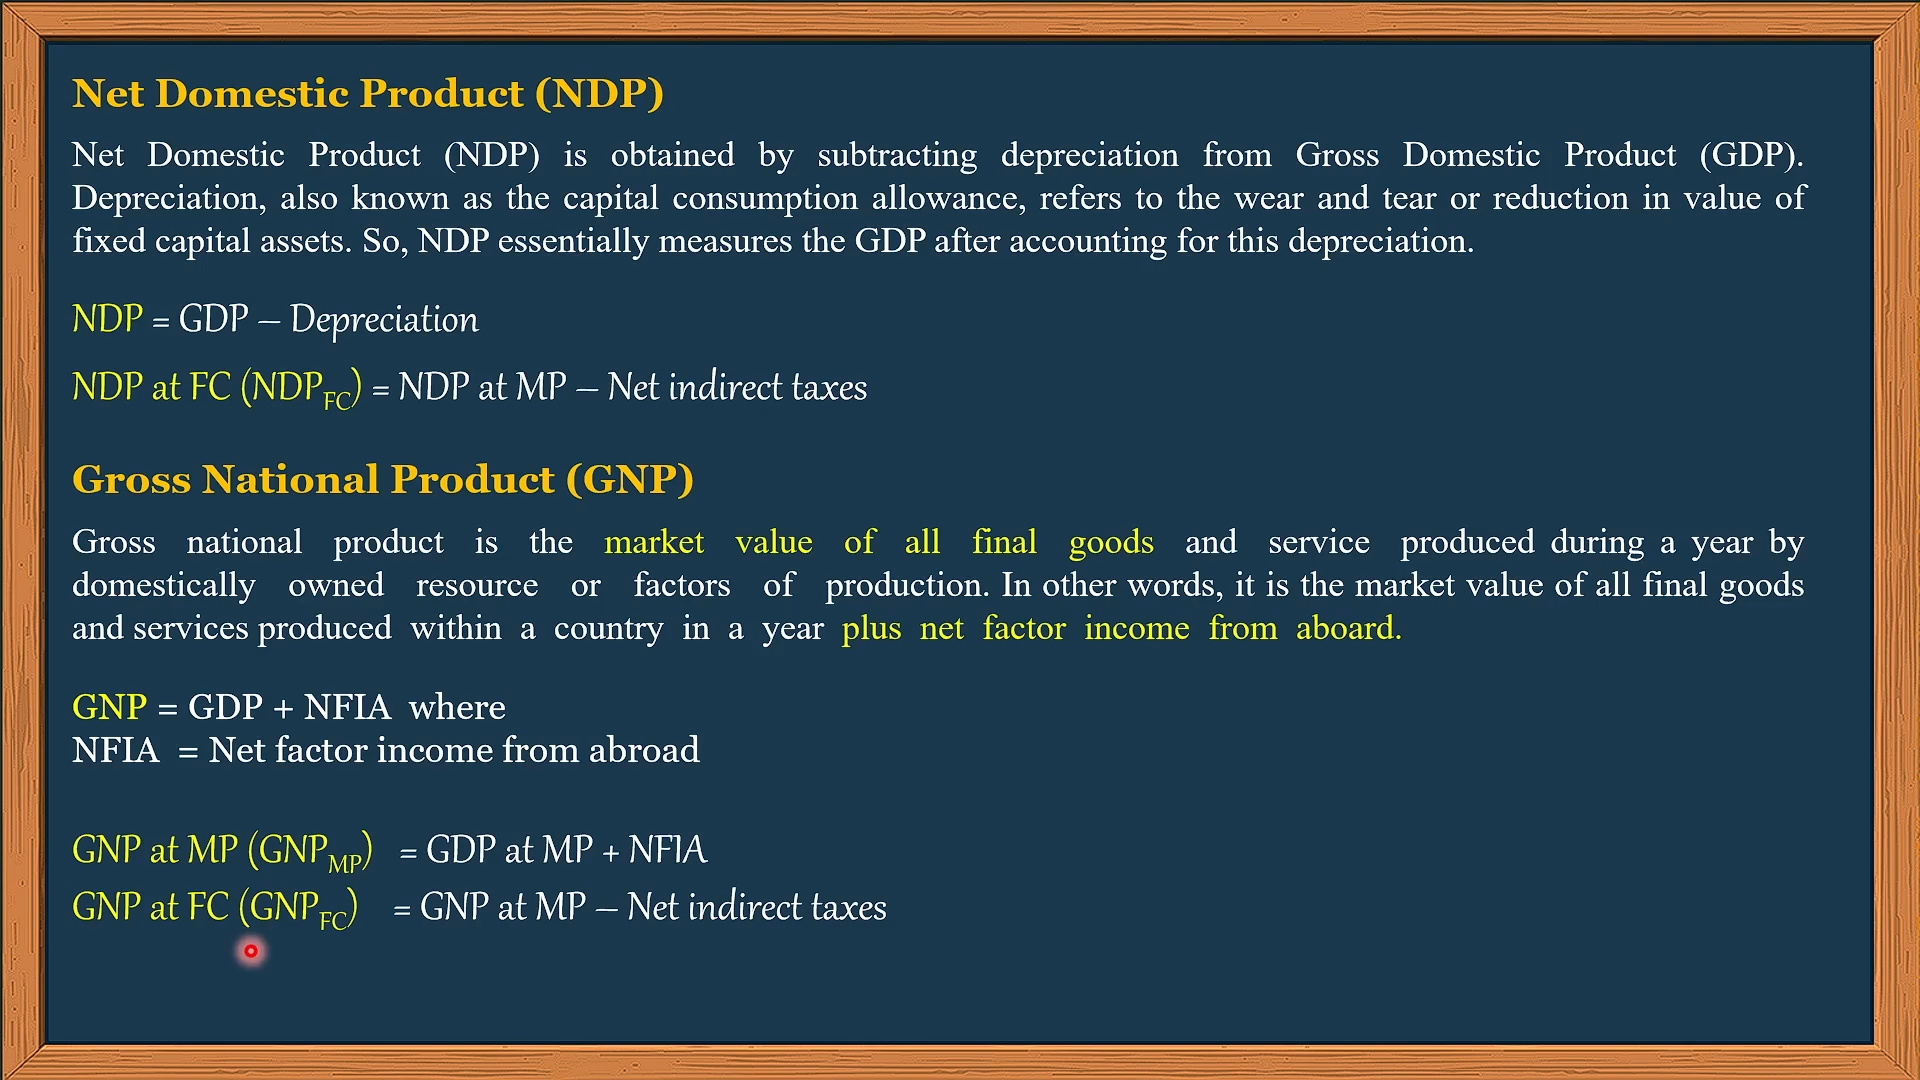 Net Domestic Product (NDP)
Net Domestic Product (NDP) is obtained by subtracting depreciation from Gross Domestic Product (GDP).
Depreciation, also known as the capital consumption allowance, refers to the wear and tear or reduction in value of
fixed capital assets. So, NDP essentially measures the GDP after accounting for this depreciation.
NDP = GDP – Depreciation
NDP at FC (NDP_FC) = NDP at MP – Net indirect taxes
Gross National Product (GNP)
Gross national product is the market value of all final goods and service produced during a year by
domestically owned resource or factors of production. In other words, it is the market value of all final goods
and services produced within a country in a year plus net factor income from aboard.
GNP = GDP + NFIA where
NFIA = Net factor income from abroad
GNP at MP (GNP_MP) = GDP at MP + NFIA
GNP at FC (GNP_FC) = GNP at MP – Net indirect taxes